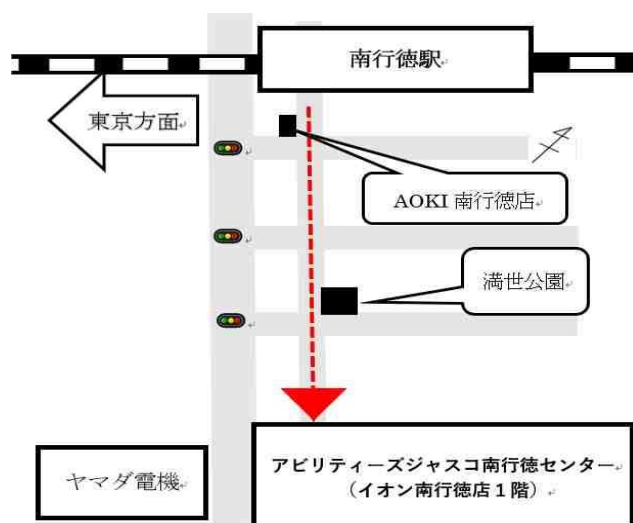 南行徳駅
東京方面
AOKI 南行徳店
満世公園
アビリティーズジャスコ南行徳センター
（イオン南行徳店１階）
ヤマダ電機